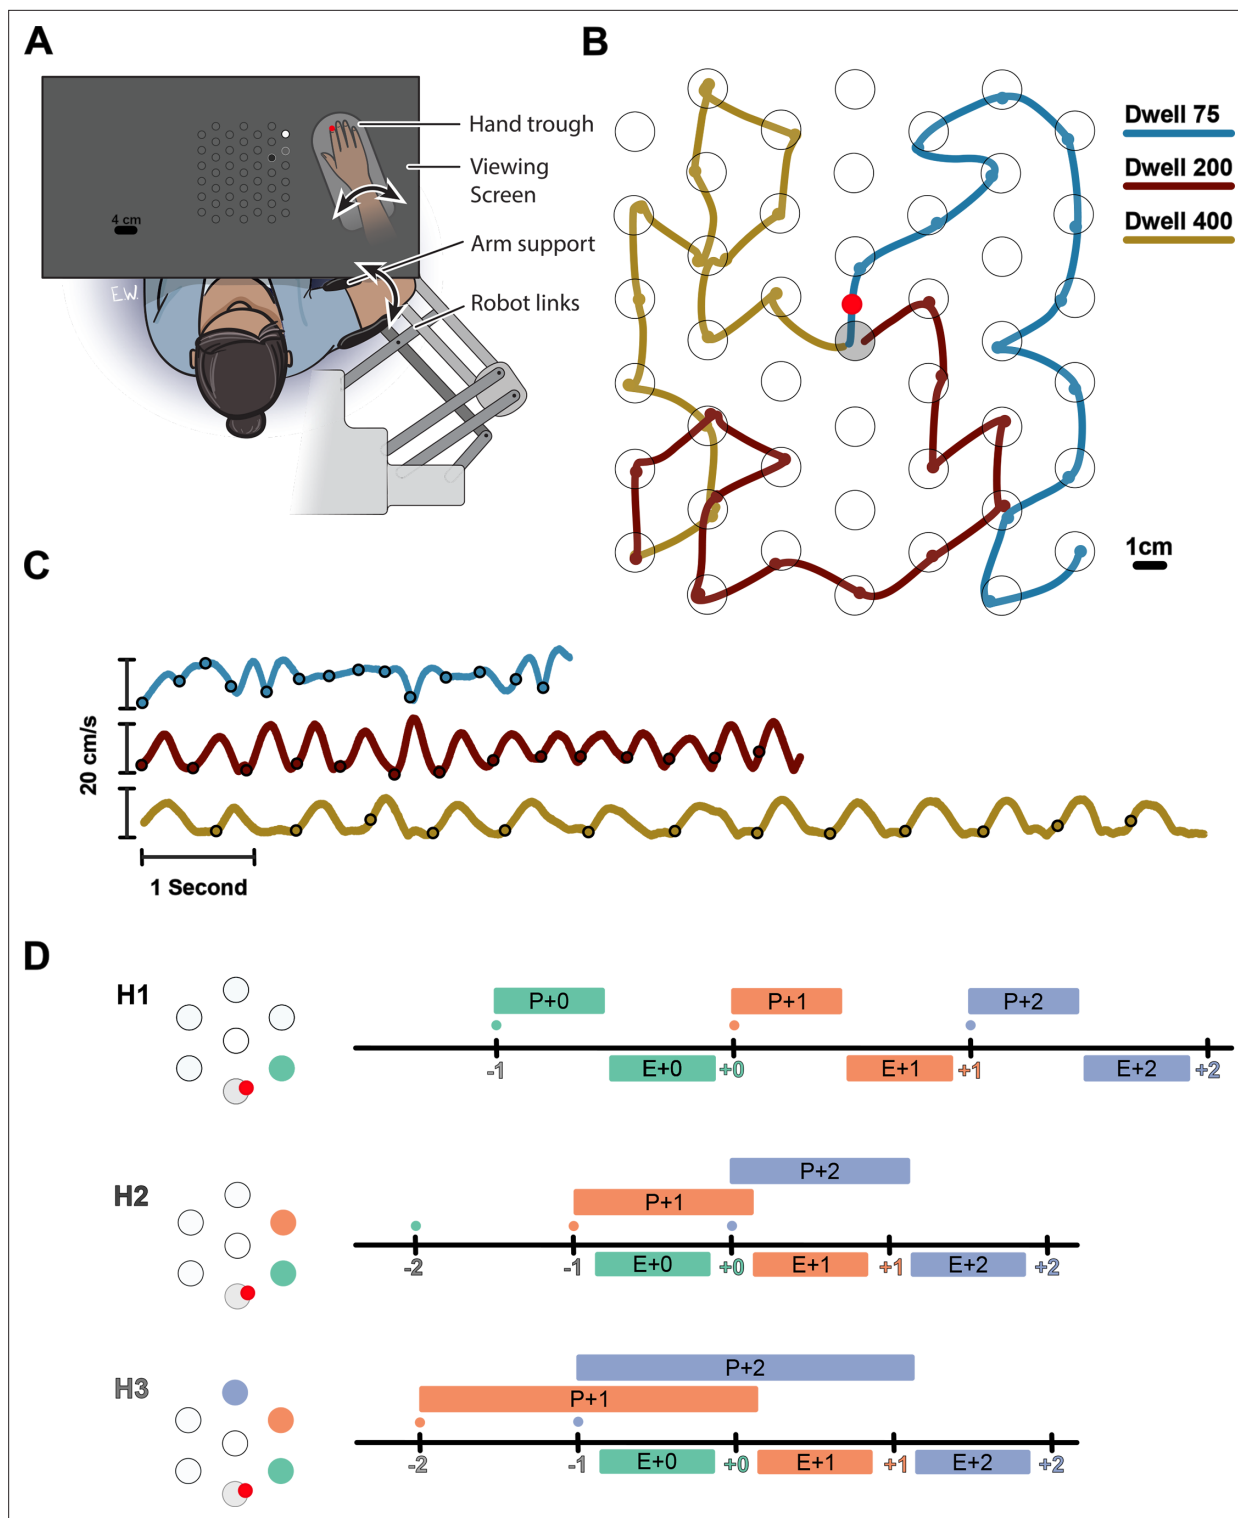 A
Hand trough
Viewing
Screen
Arm support
Robot links
4 cm
E.W.
B
Dwell 75
Dwell 200
Dwell 400
1cm
C
20 cm/s
1 Second
D
H1
P+0
P+1
P+2
-1
E+0
+0
E+1
+1
E+2
+2
H2
P+2
P+1
-2
-1
E+0
+0
E+1
+1
E+2
+2
H3
P+2
P+1
-2
-1
E+0
+0
E+1
+1
E+2
+2